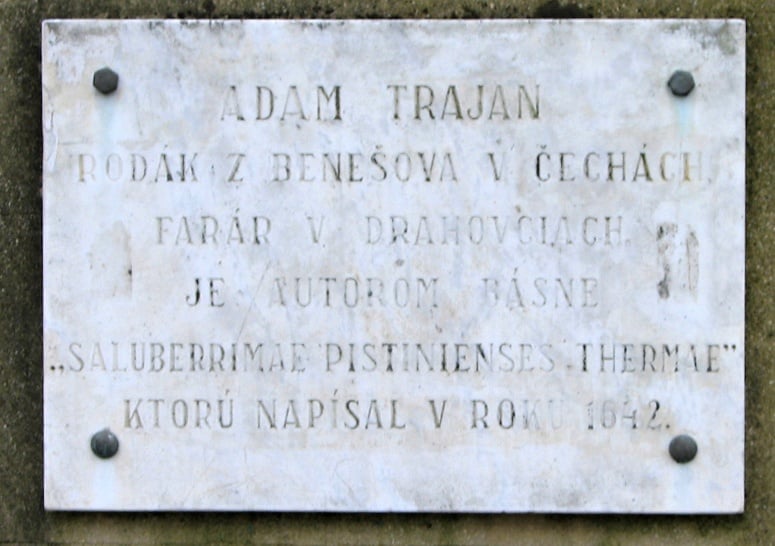 ADAM TRAJAN
RODÁK Z BENEŠOVA V ČECHÁCH,
FARÁR V DRAHOVCIACH,
JE AUTOROM BÁSNE
„SALUBERRIMAE PISTINIENSES THERMAE”
KTORÚ NAPÍSAL V ROKU 1642.